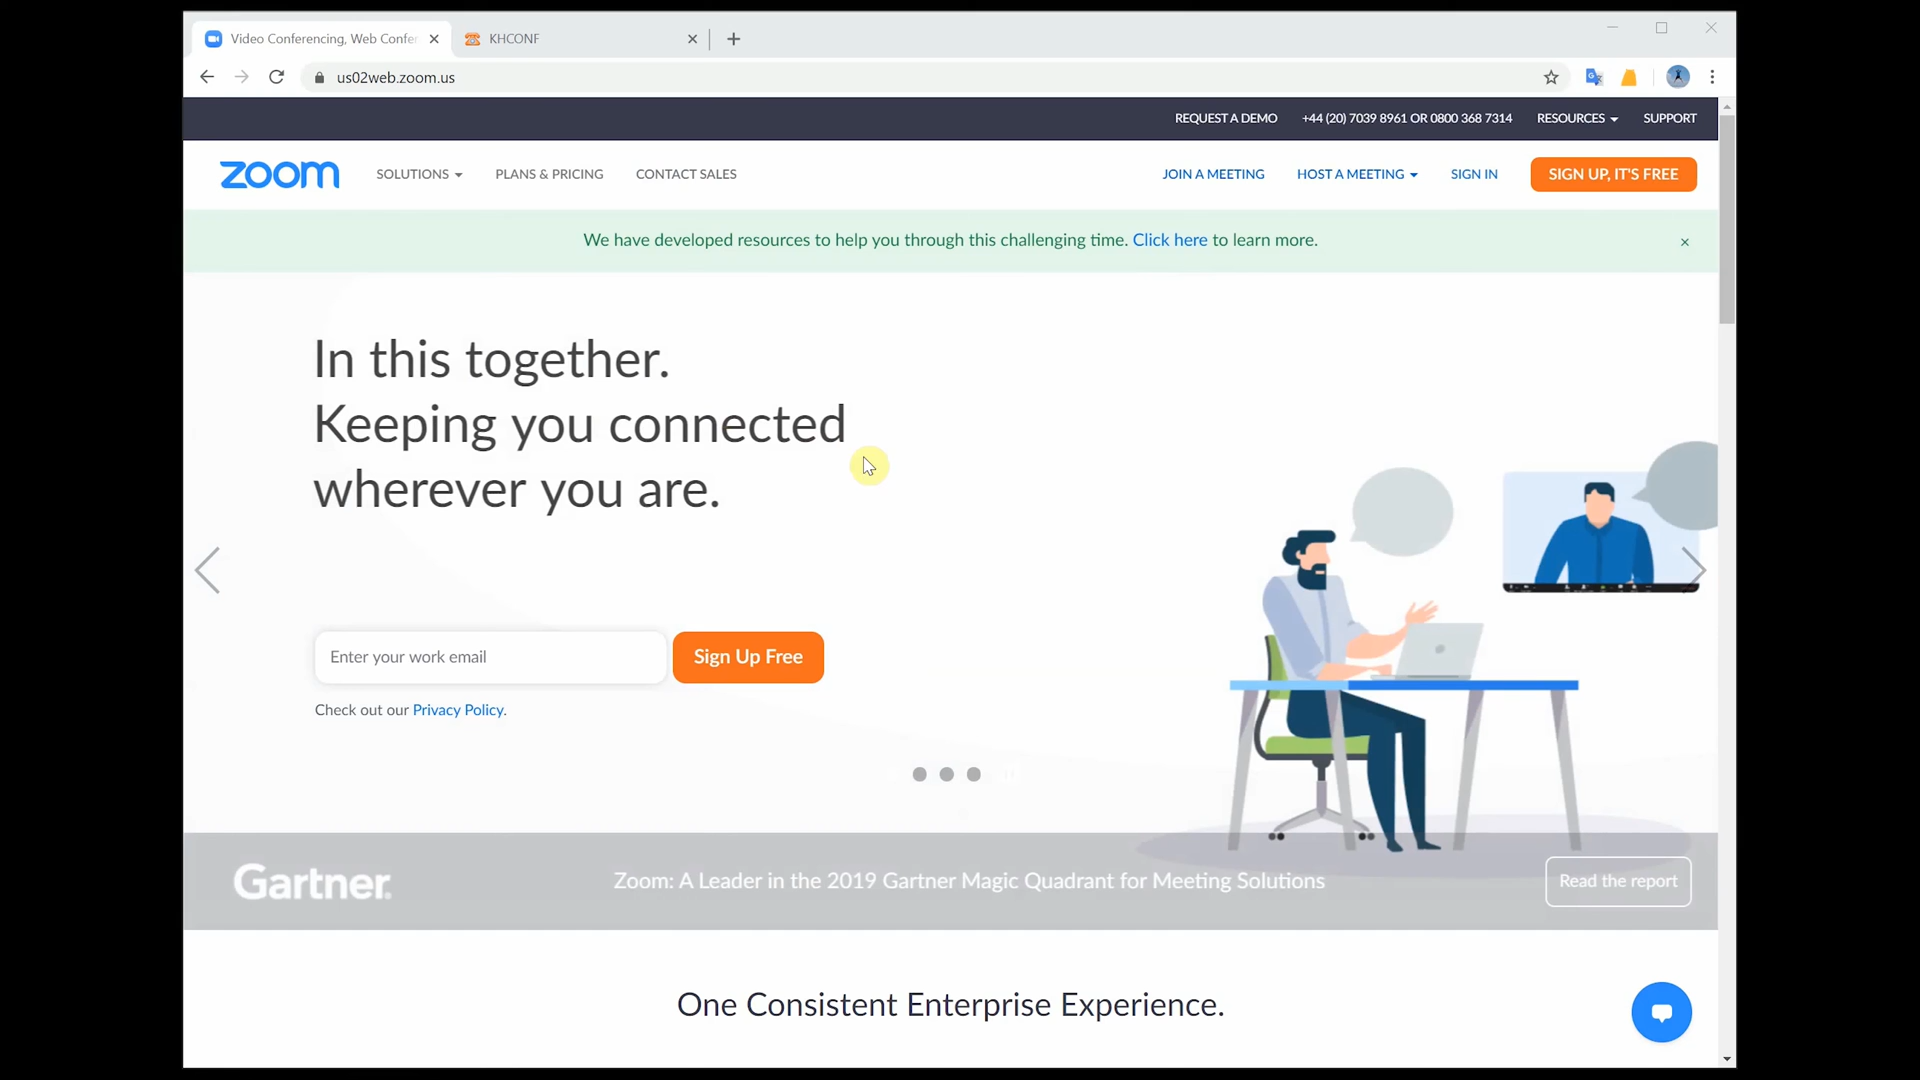 Video Conferencing, Web Confe
KHCONF
us02web.zoom.us
REQUEST A DEMO
+44 (20) 7039 8961 OR 0800 368 7314
RESOURCES
SUPPORT
zoom
SOLUTIONS
PLANS & PRICING
CONTACT SALES
JOIN A MEETING
HOST A MEETING
SIGN IN
SIGN UP, IT'S FREE
We have developed resources to help you through this challenging time. Click here to learn more.
In this together.
Keeping you connected
wherever you are.
Enter your work email
Sign Up Free
Check out our Privacy Policy.
Gartner
Zoom: A Leader in the 2019 Gartner Magic Quadrant for Meeting Solutions
Read the report
One Consistent Enterprise Experience.